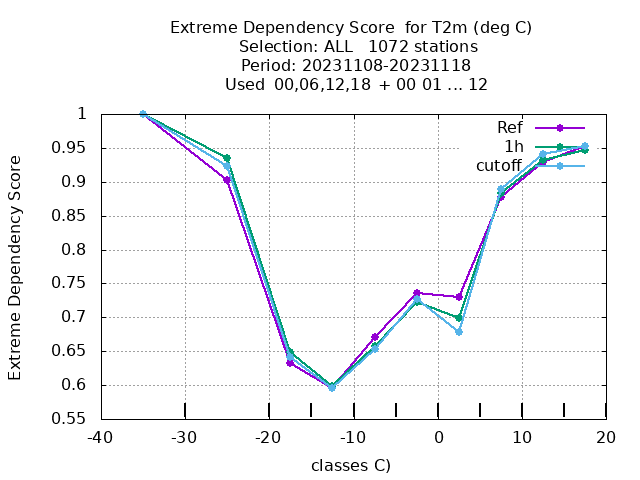 Extreme Dependency Score  for T2m (deg C)
Selection: ALL   1072 stations
Period: 20231108-20231118
Used  00,06,12,18  + 00 01 ... 12
Extreme Dependency Score
1
0.95
0.9
0.85
0.8
0.75
0.7
0.65
0.6
0.55
Ref
1h
cutoff
-40 -30 -20 -10 0 10 20
classes C)